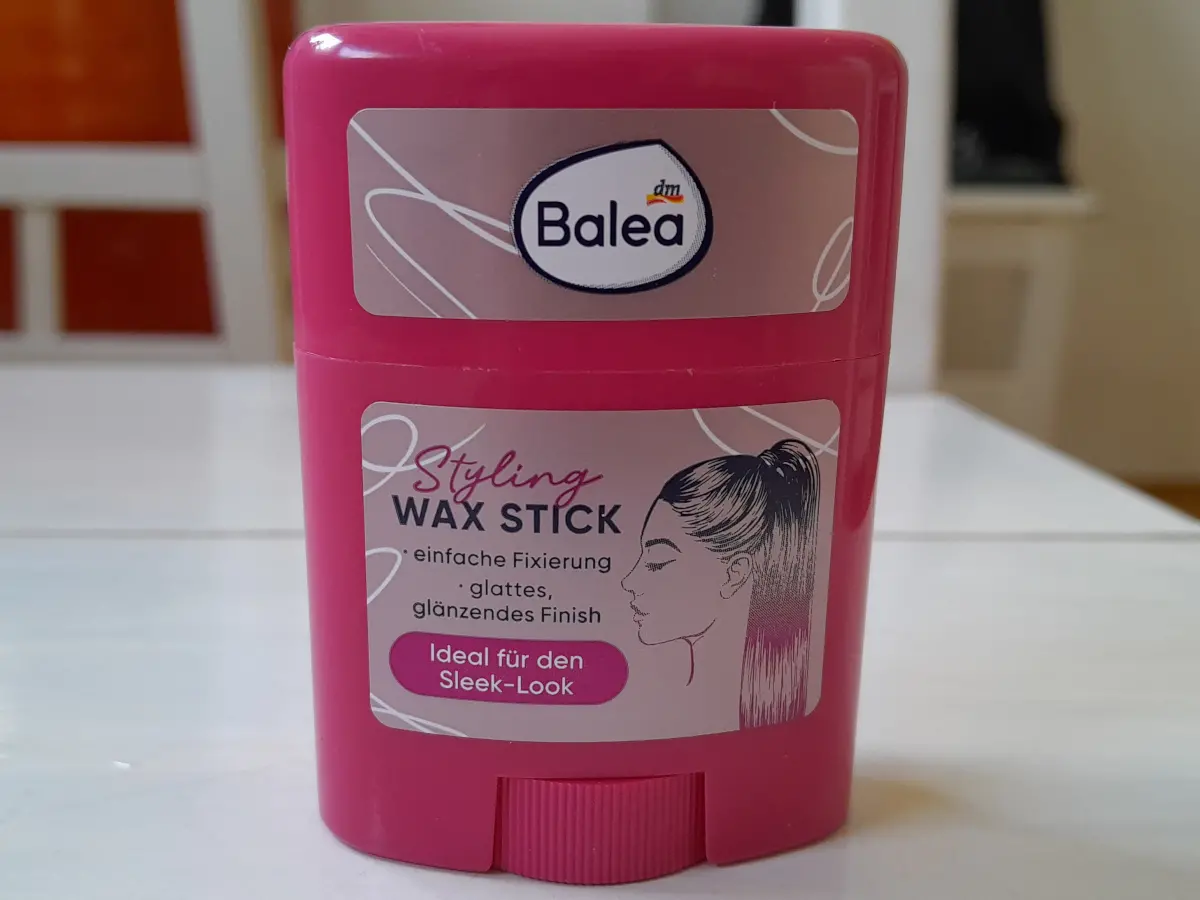 dm
Balea
Styling
WAX STICK
· einfache Fixierung
· glattes,
glänzendes Finish
Ideal für den
Sleek-Look